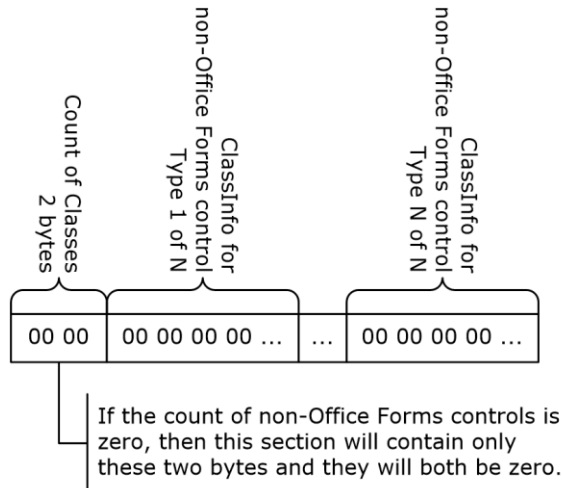 Count of Classes
2 bytes
ClassInfo for
non-Office Forms control
Type 1 of N
ClassInfo for
non-Office Forms control
Type N of N
00 00
00 00 00 00 ...
...
00 00 00 00 ...
If the count of non-Office Forms controls is
zero, then this section will contain only
these two bytes and they will both be zero.